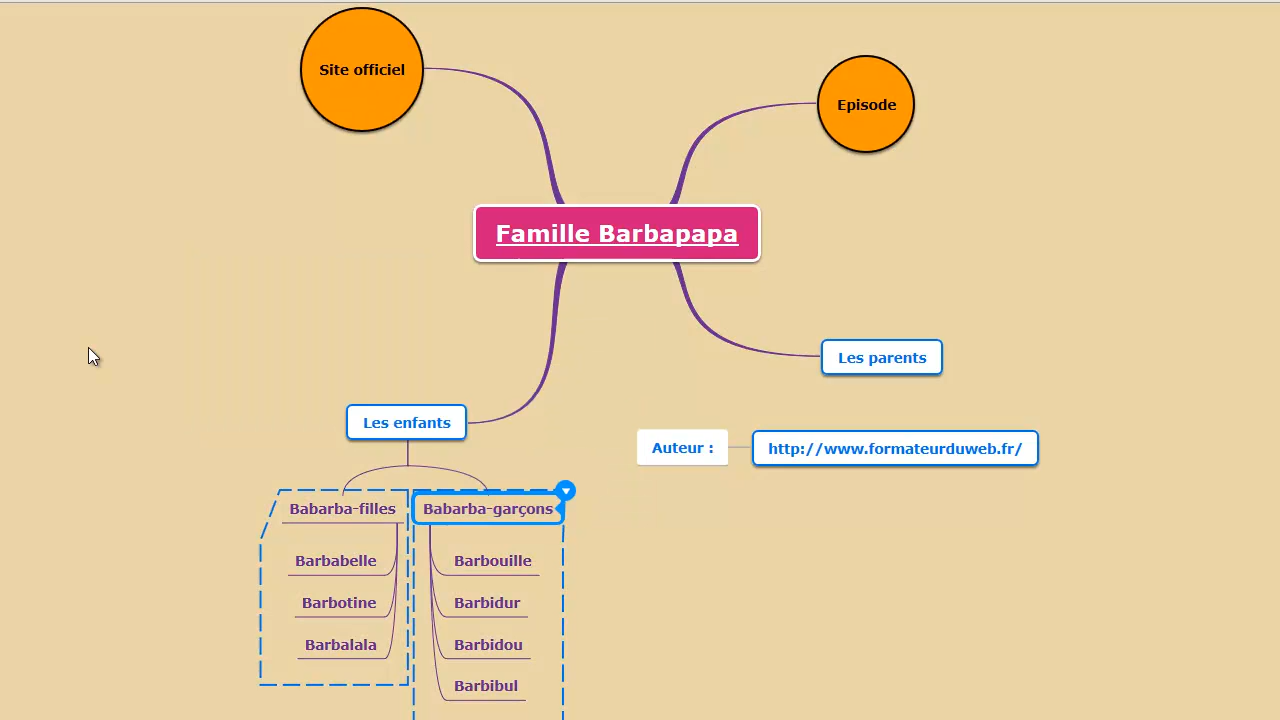 Site officiel
Episode
Famille Barbapapa
Les parents
Les enfants
Auteur :
http://www.formateurduweb.fr/
Babarba-filles
Babarba-garçons
Barbabelle
Barbouille
Barbotine
Barbidur
Barbalala
Barbidou
Barbibul